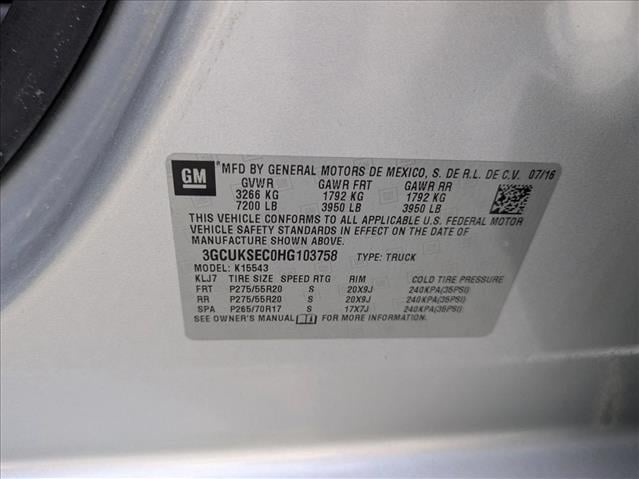 GM
MFD BY GENERAL MOTORS DE MEXICO, S. DE R.L. DE C.V. 07/16
GVWR GAWR FRT GAWR RR
3266 KG 1792 KG 1792 KG
7200 LB 3950 LB 3950 LB
THIS VEHICLE CONFORMS TO ALL APPLICABLE U.S. FEDERAL MOTOR
VEHICLE SAFETY STANDARDS IN EFFECT ON THE DATE OF
MANUFACTURE SHOWN ABOVE.
3GCUKSEC0HG103758 TYPE: TRUCK
MODEL: K15543
KLJ7 TIRE SIZE SPEED RTG RIM COLD TIRE PRESSURE
FRT P275/55R20 S 20X9J 240KPA(35PSI)
RR P275/55R20 S 20X9J 240KPA(35PSI)
SPA P265/70R17 S 17X7J 240KPA(35PSI)
SEE OWNER'S MANUAL FOR MORE INFORMATION.